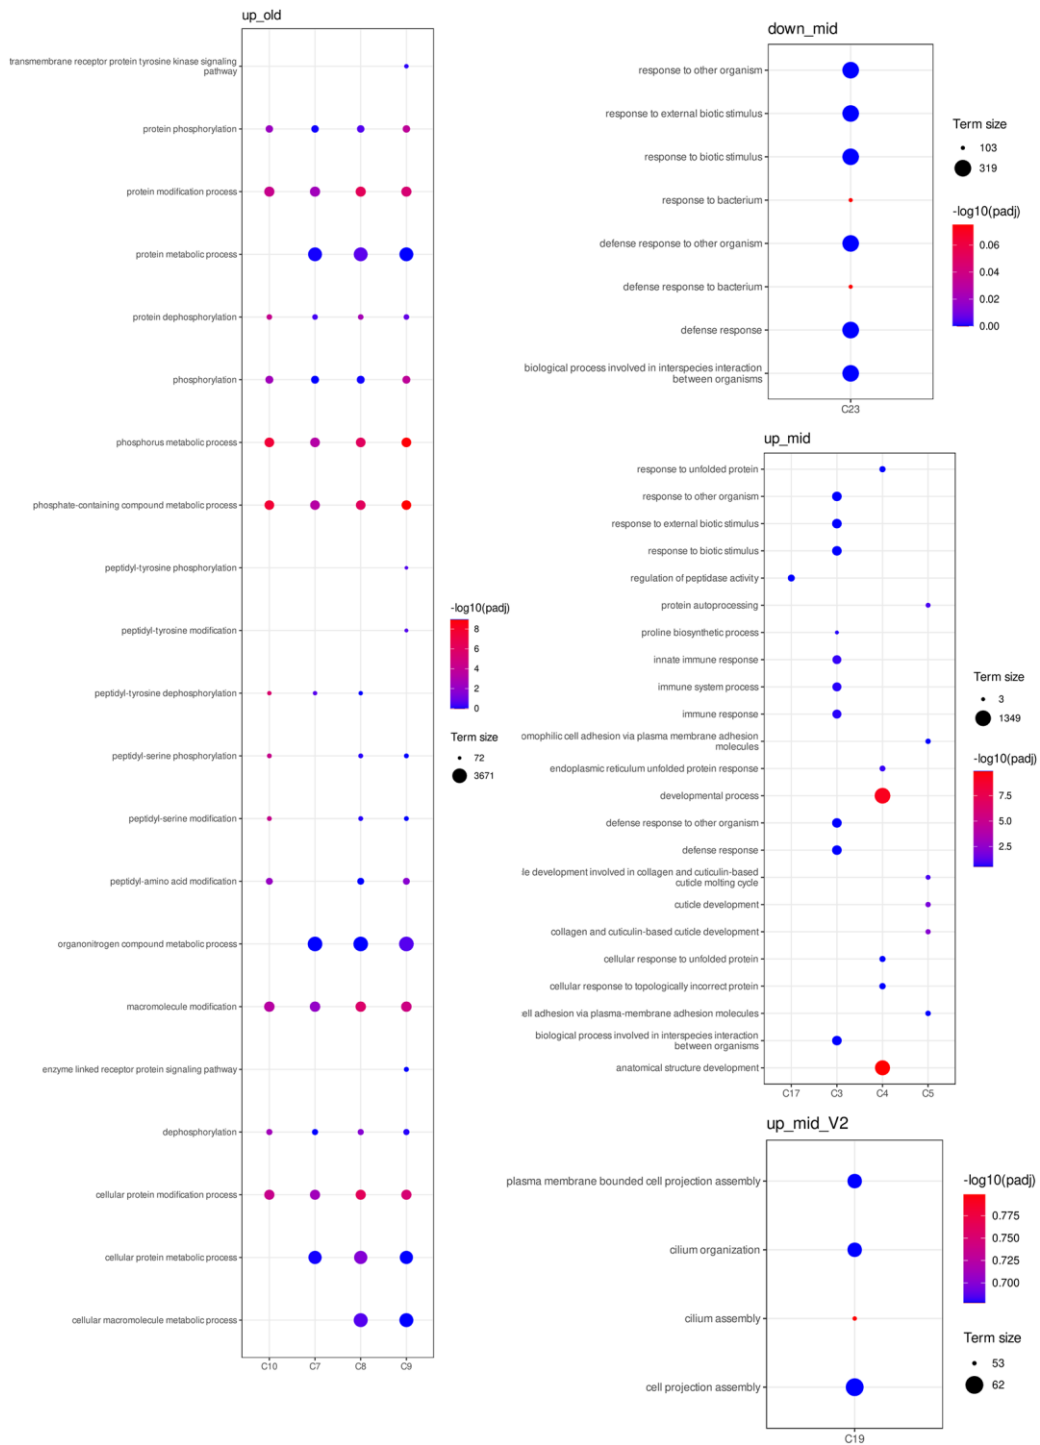 up_old
transmembrane receptor protein tyrosine kinase signaling
pathway
protein phosphorylation
protein modification process
protein metabolic process
protein dephosphorylation
phosphorylation
phosphorus metabolic process
phosphate-containing compound metabolic process
peptidyl-tyrosine phosphorylation
peptidyl-tyrosine modification
peptidyl-tyrosine dephosphorylation
peptidyl-serine phosphorylation
peptidyl-serine modification
peptidyl-amino acid modification
organonitrogen compound metabolic process
macromolecule modification
enzyme linked receptor protein signaling pathway
dephosphorylation
cellular protein modification process
cellular protein metabolic process
cellular macromolecule metabolic process
C10 C7 C8 C9
-log10(padj)
8
6
4
2
0
Term size
72
3671
down_mid
response to other organism
response to external biotic stimulus
response to biotic stimulus
response to bacterium
defense response to other organism
defense response to bacterium
defense response
biological process involved in interspecies interaction
between organisms
C23
Term size
103
319
-log10(padj)
0.06
0.04
0.02
0.00
up_mid
response to unfolded protein
response to other organism
response to external biotic stimulus
response to biotic stimulus
regulation of peptidase activity
protein autoprocessing
proline biosynthetic process
innate immune response
immune system process
immune response
omophilic cell adhesion via plasma membrane adhesion
molecules
endoplasmic reticulum unfolded protein response
developmental process
defense response to other organism
defense response
le development involved in collagen and cuticulin-based
cuticle molting cycle
cuticle development
collagen and cuticulin-based cuticle development
cellular response to unfolded protein
cellular response to topologically incorrect protein
ell adhesion via plasma-membrane adhesion molecules
biological process involved in interspecies interaction
between organisms
anatomical structure development
C17 C3 C4 C5
Term size
3
1349
-log10(padj)
7.5
5.0
2.5
up_mid_V2
plasma membrane bounded cell projection assembly
cilium organization
cilium assembly
cell projection assembly
C19
-log10(padj)
0.775
0.750
0.725
0.700
Term size
53
62